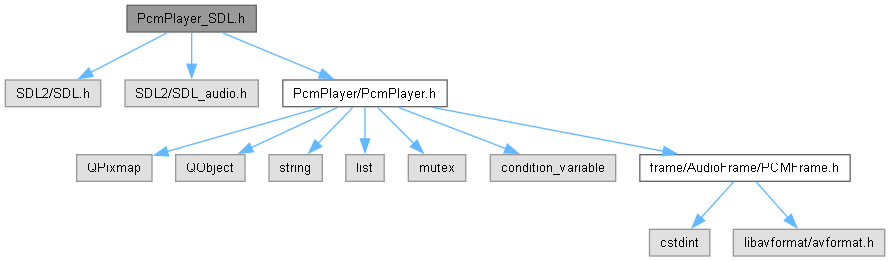 PcmPlayer_SDL.h
SDL2/SDL.h
SDL2/SDL_audio.h
PcmPlayer/PcmPlayer.h
QPixmap
QObject
string
list
mutex
condition_variable
frame/AudioFrame/PCMFrame.h
cstdint
libavformat/avformat.h